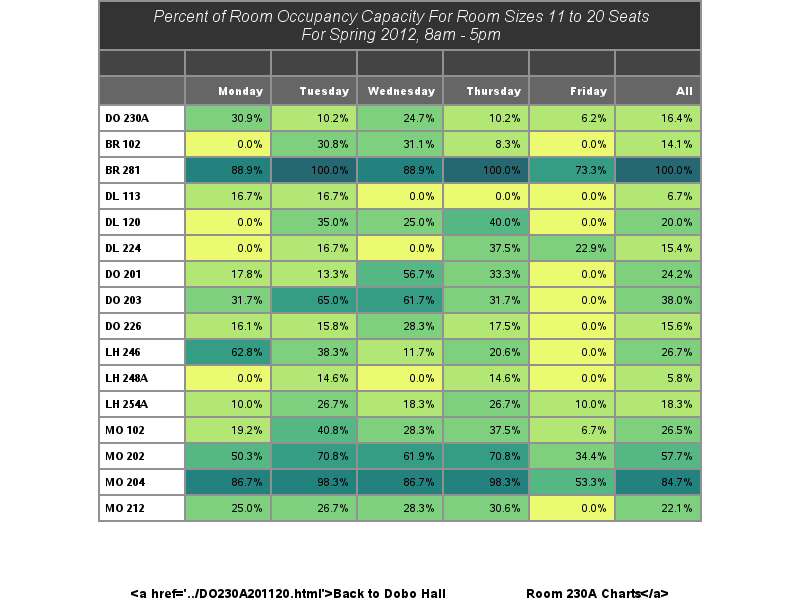 Percent of Room Occupancy Capacity For Room Sizes 11 to 20 Seats
For Spring 2012, 8am - 5pm
Monday Tuesday Wednesday Thursday Friday All
DO 230A 30.9% 10.2% 24.7% 10.2% 6.2% 16.4%
BR 102 0.0% 30.8% 31.1% 8.3% 0.0% 14.1%
BR 281 88.9% 100.0% 88.9% 100.0% 73.3% 100.0%
DL 113 16.7% 16.7% 0.0% 0.0% 0.0% 6.7%
DL 120 0.0% 35.0% 25.0% 40.0% 0.0% 20.0%
DL 224 0.0% 16.7% 0.0% 37.5% 22.9% 15.4%
DO 201 17.8% 13.3% 56.7% 33.3% 0.0% 24.2%
DO 203 31.7% 65.0% 61.7% 31.7% 0.0% 38.0%
DO 226 16.1% 15.8% 28.3% 17.5% 0.0% 15.6%
LH 246 62.8% 38.3% 11.7% 20.6% 0.0% 26.7%
LH 248A 0.0% 14.6% 0.0% 14.6% 0.0% 5.8%
LH 254A 10.0% 26.7% 18.3% 26.7% 10.0% 18.3%
MO 102 19.2% 40.8% 28.3% 37.5% 6.7% 26.5%
MO 202 50.3% 70.8% 61.9% 70.8% 34.4% 57.7%
MO 204 86.7% 98.3% 86.7% 98.3% 53.3% 84.7%
MO 212 25.0% 26.7% 28.3% 30.6% 0.0% 22.1%
<a href='../DO230A201120.html'>Back to Dobo Hall Room 230A Charts</a>